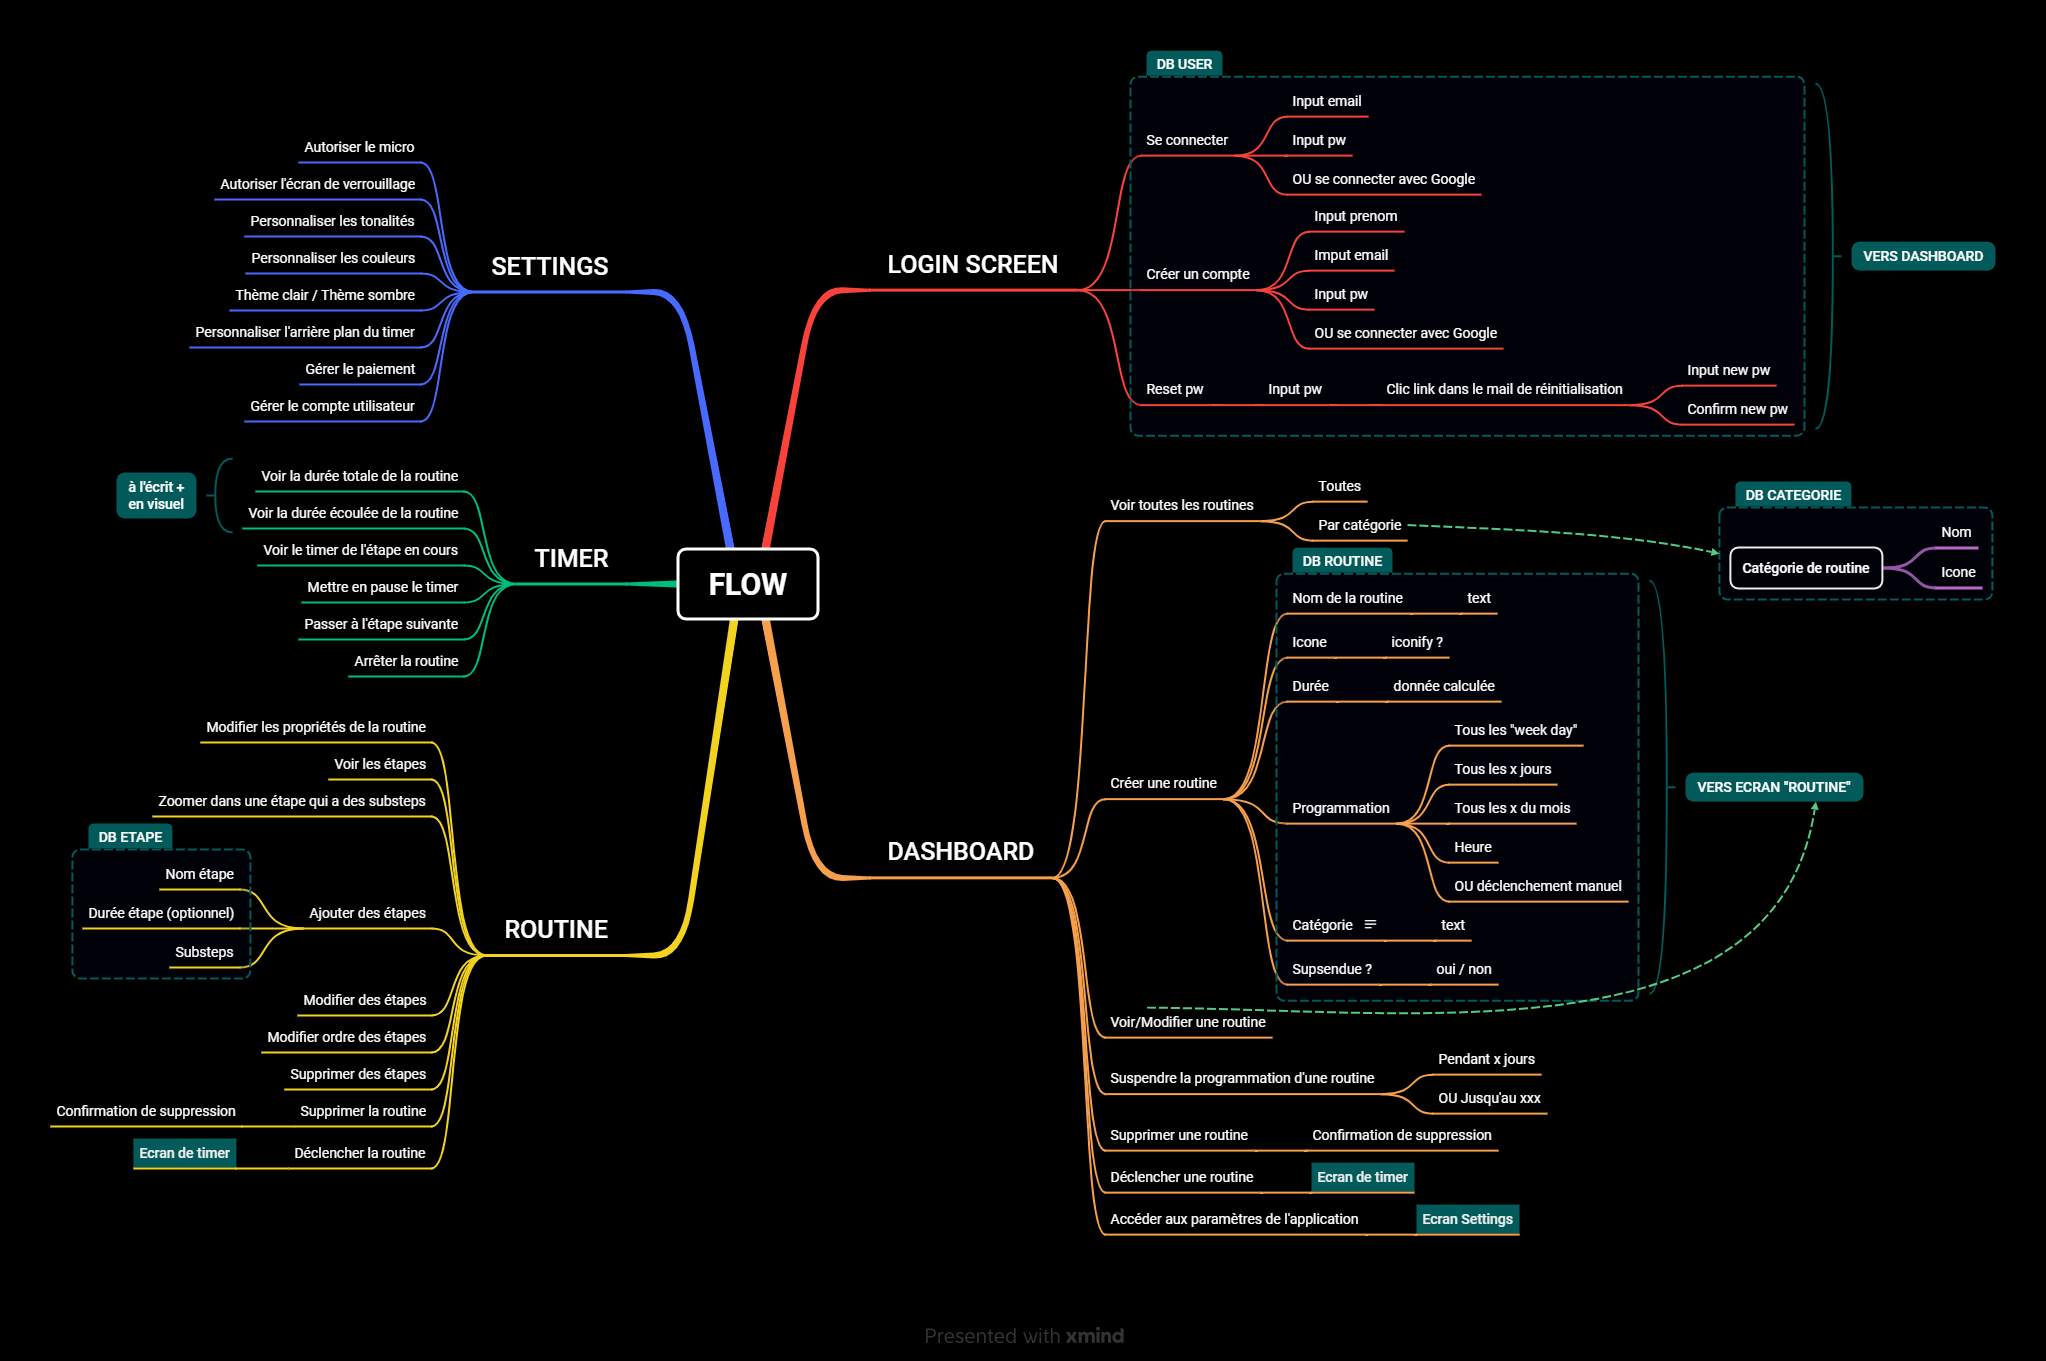 FLOW
LOGIN SCREEN
DB USER
Se connecter
Input email
Input pw
OU se connecter avec Google
Créer un compte
Input prenom
Imput email
Input pw
OU se connecter avec Google
Reset pw
Input pw
Clic link dans le mail de réinitialisation
Input new pw
Confirm new pw
VERS DASHBOARD
DASHBOARD
Voir toutes les routines
Toutes
Par catégorie
DB CATEGORIE
Catégorie de routine
Nom
Icone
Créer une routine
DB ROUTINE
Nom de la routine
text
Icone
iconify ?
Durée
donnée calculée
Programmation
Tous les "week day"
Tous les x jours
Tous les x du mois
Heure
OU déclenchement manuel
Catégorie
text
Supsendue ?
oui / non
VERS ECRAN "ROUTINE"
Voir/Modifier une routine
Suspendre la programmation d'une routine
Pendant x jours
OU Jusqu'au xxx
Supprimer une routine
Confirmation de suppression
Déclencher une routine
Ecran de timer
Accéder aux paramètres de l'application
Ecran Settings
SETTINGS
Autoriser le micro
Autoriser l'écran de verrouillage
Personnaliser les tonalités
Personnaliser les couleurs
Thème clair / Thème sombre
Personnaliser l'arrière plan du timer
Gérer le paiement
Gérer le compte utilisateur
TIMER
Voir la durée totale de la routine
Voir la durée écoulée de la routine
à l'écrit +
en visuel
Voir le timer de l'étape en cours
Mettre en pause le timer
Passer à l'étape suivante
Arrêter la routine
ROUTINE
Modifier les propriétés de la routine
Voir les étapes
Zoomer dans une étape qui a des substeps
DB ETAPE
Ajouter des étapes
Nom étape
Durée étape (optionnel)
Substeps
Modifier des étapes
Modifier ordre des étapes
Supprimer des étapes
Supprimer la routine
Confirmation de suppression
Déclencher la routine
Ecran de timer
Presented with xmind